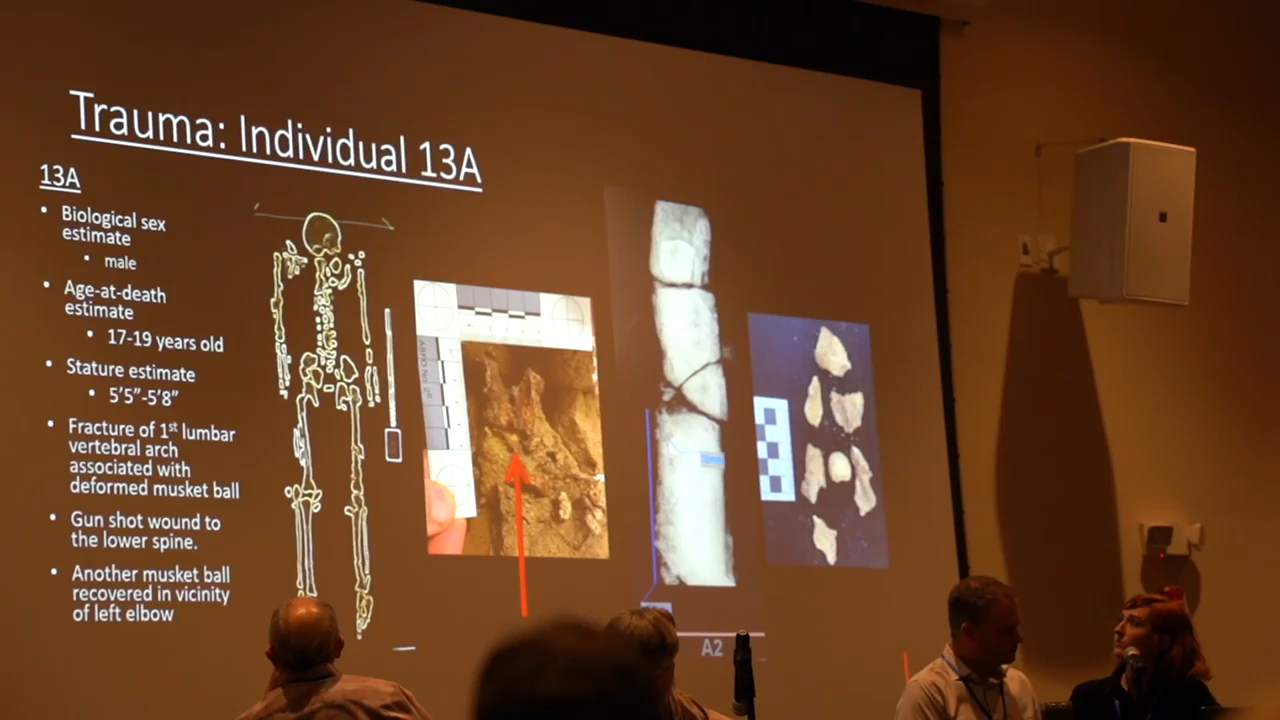 Trauma: Individual 13A
13A
• Biological sex
estimate
• male
• Age-at-death
estimate
• 17-19 years old
• Stature estimate
• 5’5”-5’8”
• Fracture of 1st lumbar
vertebral arch
associated with
deformed musket ball
• Gun shot wound to
the lower spine.
• Another musket ball
recovered in vicinity
of left elbow
A2